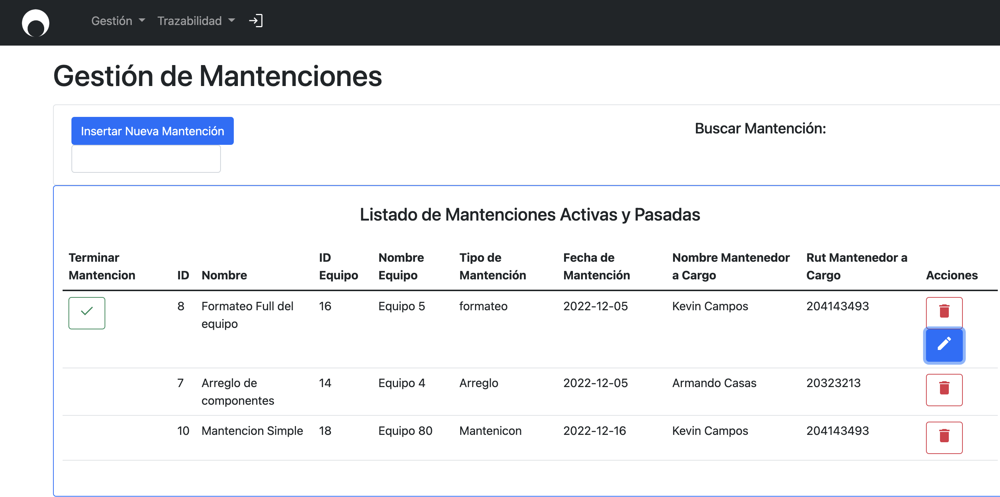 Gestión Trazabilidad
Gestión de Mantenciones
Insertar Nueva Mantención
Buscar Mantención:
Listado de Mantenciones Activas y Pasadas
Terminar Mantencion ID Nombre ID Equipo Nombre Equipo Tipo de Mantención Fecha de Mantención Nombre Mantenedor a Cargo Rut Mantenedor a Cargo Acciones
8 Formateo Full del equipo 16 Equipo 5 formateo 2022-12-05 Kevin Campos 204143493
7 Arreglo de componentes 14 Equipo 4 Arreglo 2022-12-05 Armando Casas 20323213
10 Mantencion Simple 18 Equipo 80 Mantenicon 2022-12-16 Kevin Campos 204143493